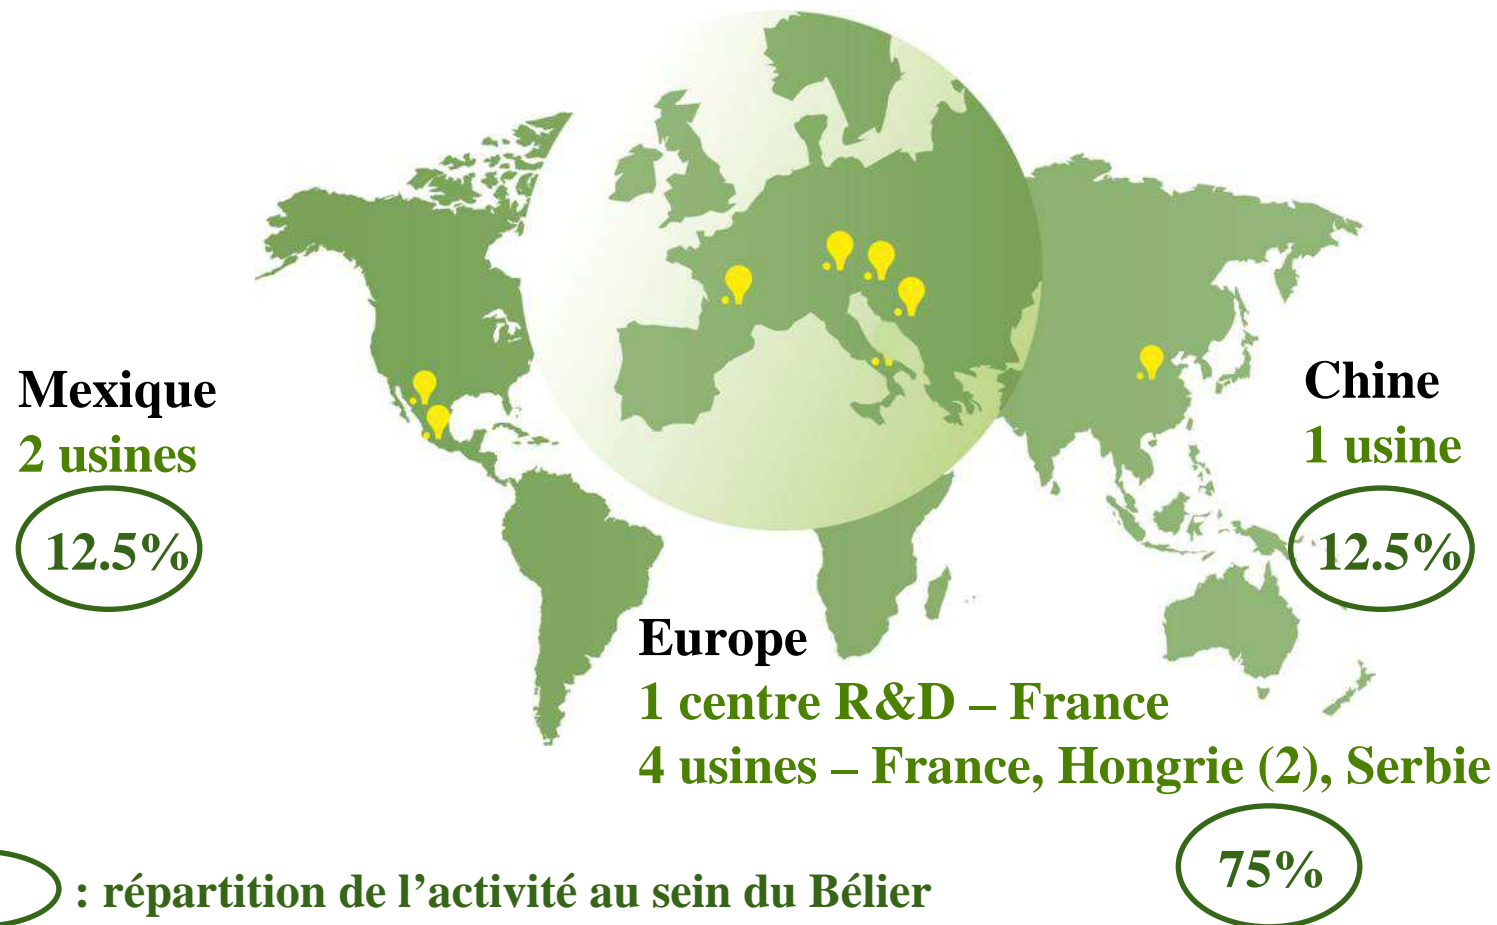 Mexique
2 usines
12.5%
Chine
1 usine
12.5%
Europe
1 centre R&D – France
4 usines – France, Hongrie (2), Serbie
75%
: répartition de l’activité au sein du Bélier